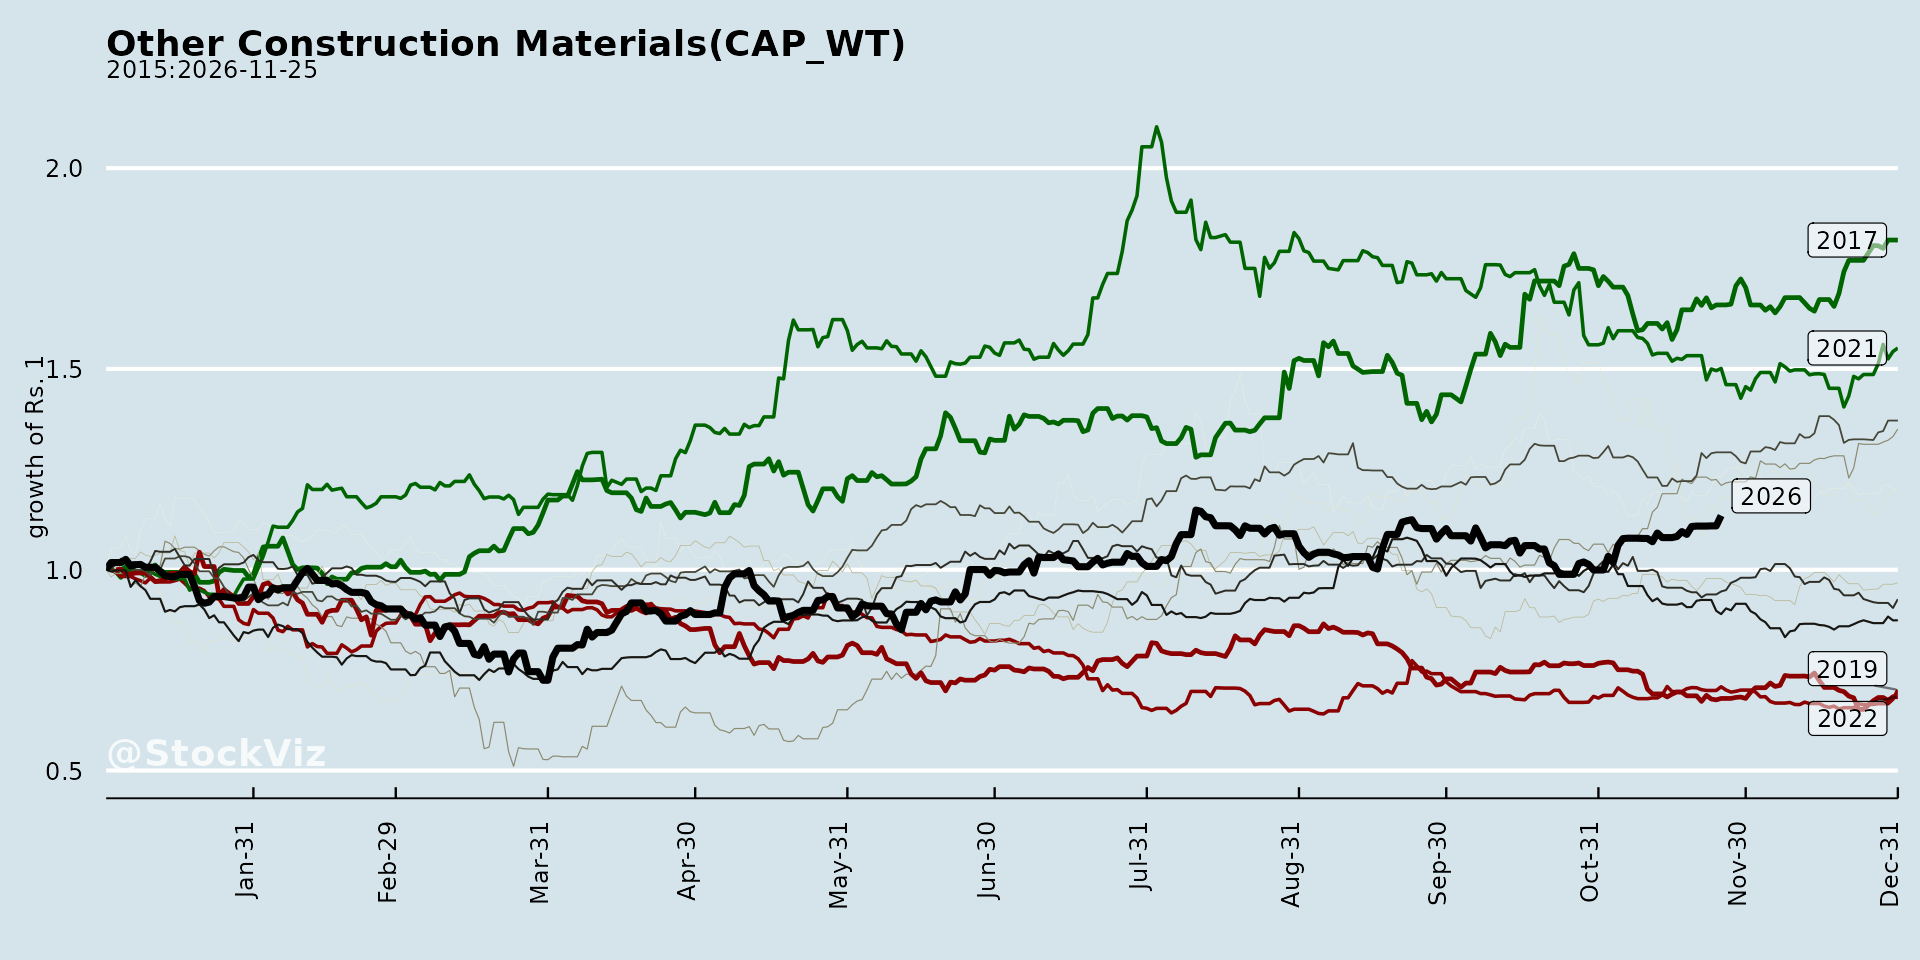 Other Construction Materials(CAP_WT)
2015:2026-11-25
growth of Rs. 1
2.0
1.5
1.0
0.5
2017
2021
2026
2019
2022
@StockViz
Jan-31
Feb-29
Mar-31
Apr-30
May-31
Jun-30
Jul-31
Aug-31
Sep-30
Oct-31
Nov-30
Dec-31